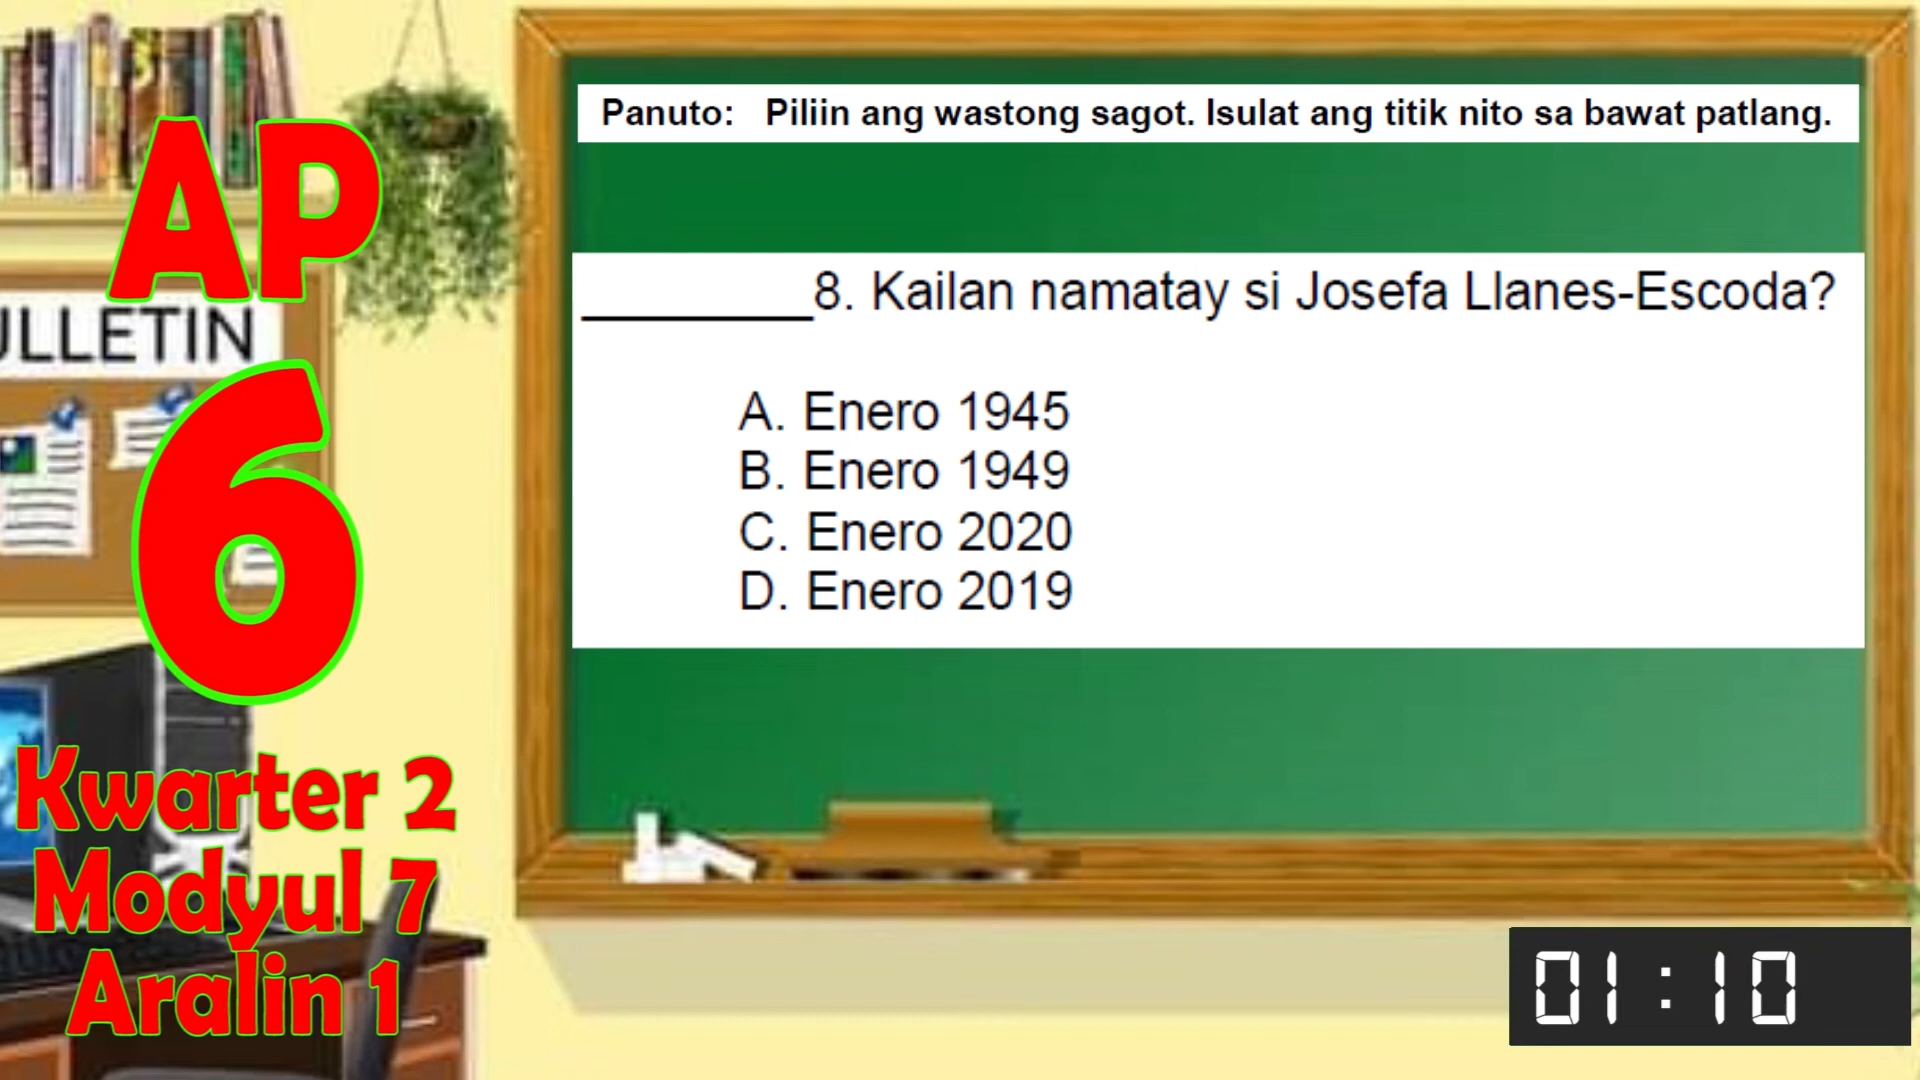 AP
6
Kwarter 2
Modyul 7
Aralin 1
ULLETIN
Panuto: Piliin ang wastong sagot. Isulat ang titik nito sa bawat patlang.
_________8. Kailan namatay si Josefa Llanes-Escoda?
A. Enero 1945
B. Enero 1949
C. Enero 2020
D. Enero 2019
01:10